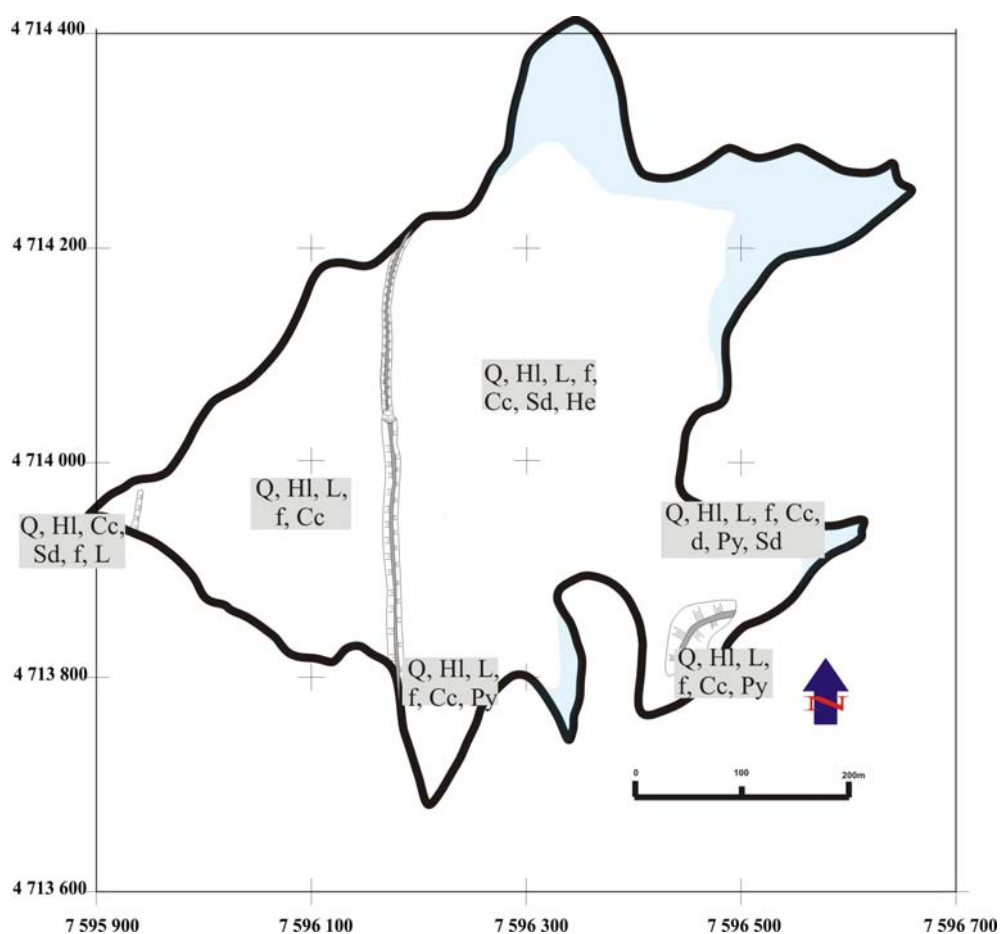 4 714 400
4 714 200
Q, Hl, L, f,
Cc, Sd, He
4 714 000
Q, Hl, L,
f, Cc
Q, Hl, Cc,
Sd, f, L
Q, Hl, L, f, Cc,
d, Py, Sd
4 713 800
Q, Hl, L,
f, Cc, Py
Q, Hl, L,
f, Cc, Py
N
0 100 200m
4 713 600
7 595 900 7 596 100 7 596 300 7 596 500 7 596 700